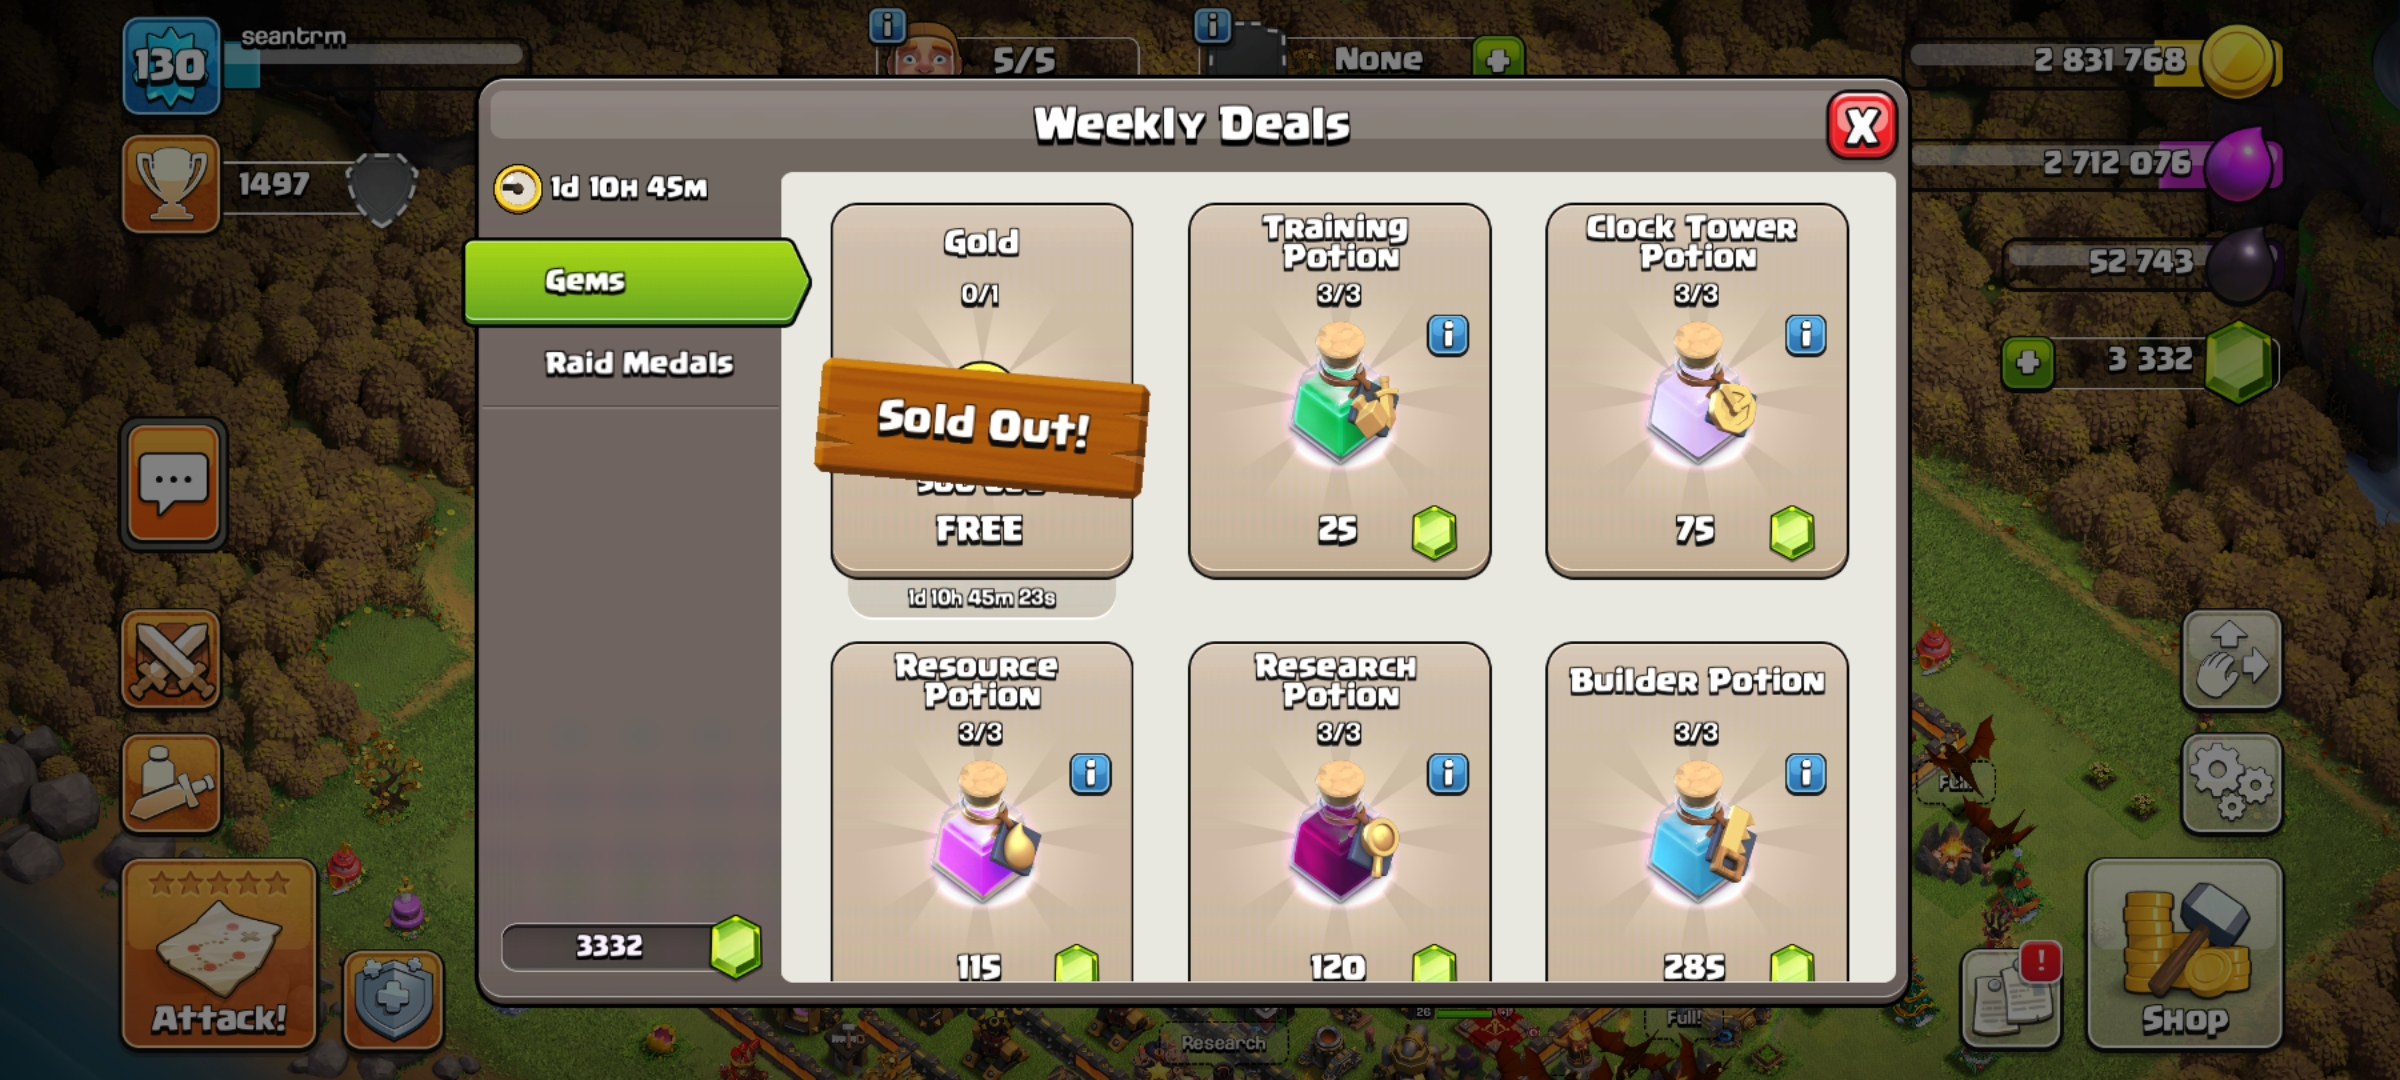 130
seantrm
5/5
None
2 831 768
1497
2 712 076
52 743
3 332
Weekly Deals
X
1d 10h 45m
Gems
Raid Medals
3332
Gold
0/1
Sold Out!
FREE
1d 10h 45m 23s
Training
Potion
3/3
25
Clock Tower
Potion
3/3
75
Resource
Potion
3/3
115
Research
Potion
3/3
120
Builder Potion
3/3
285
Attack!
Shop
!
Research
26
Full!